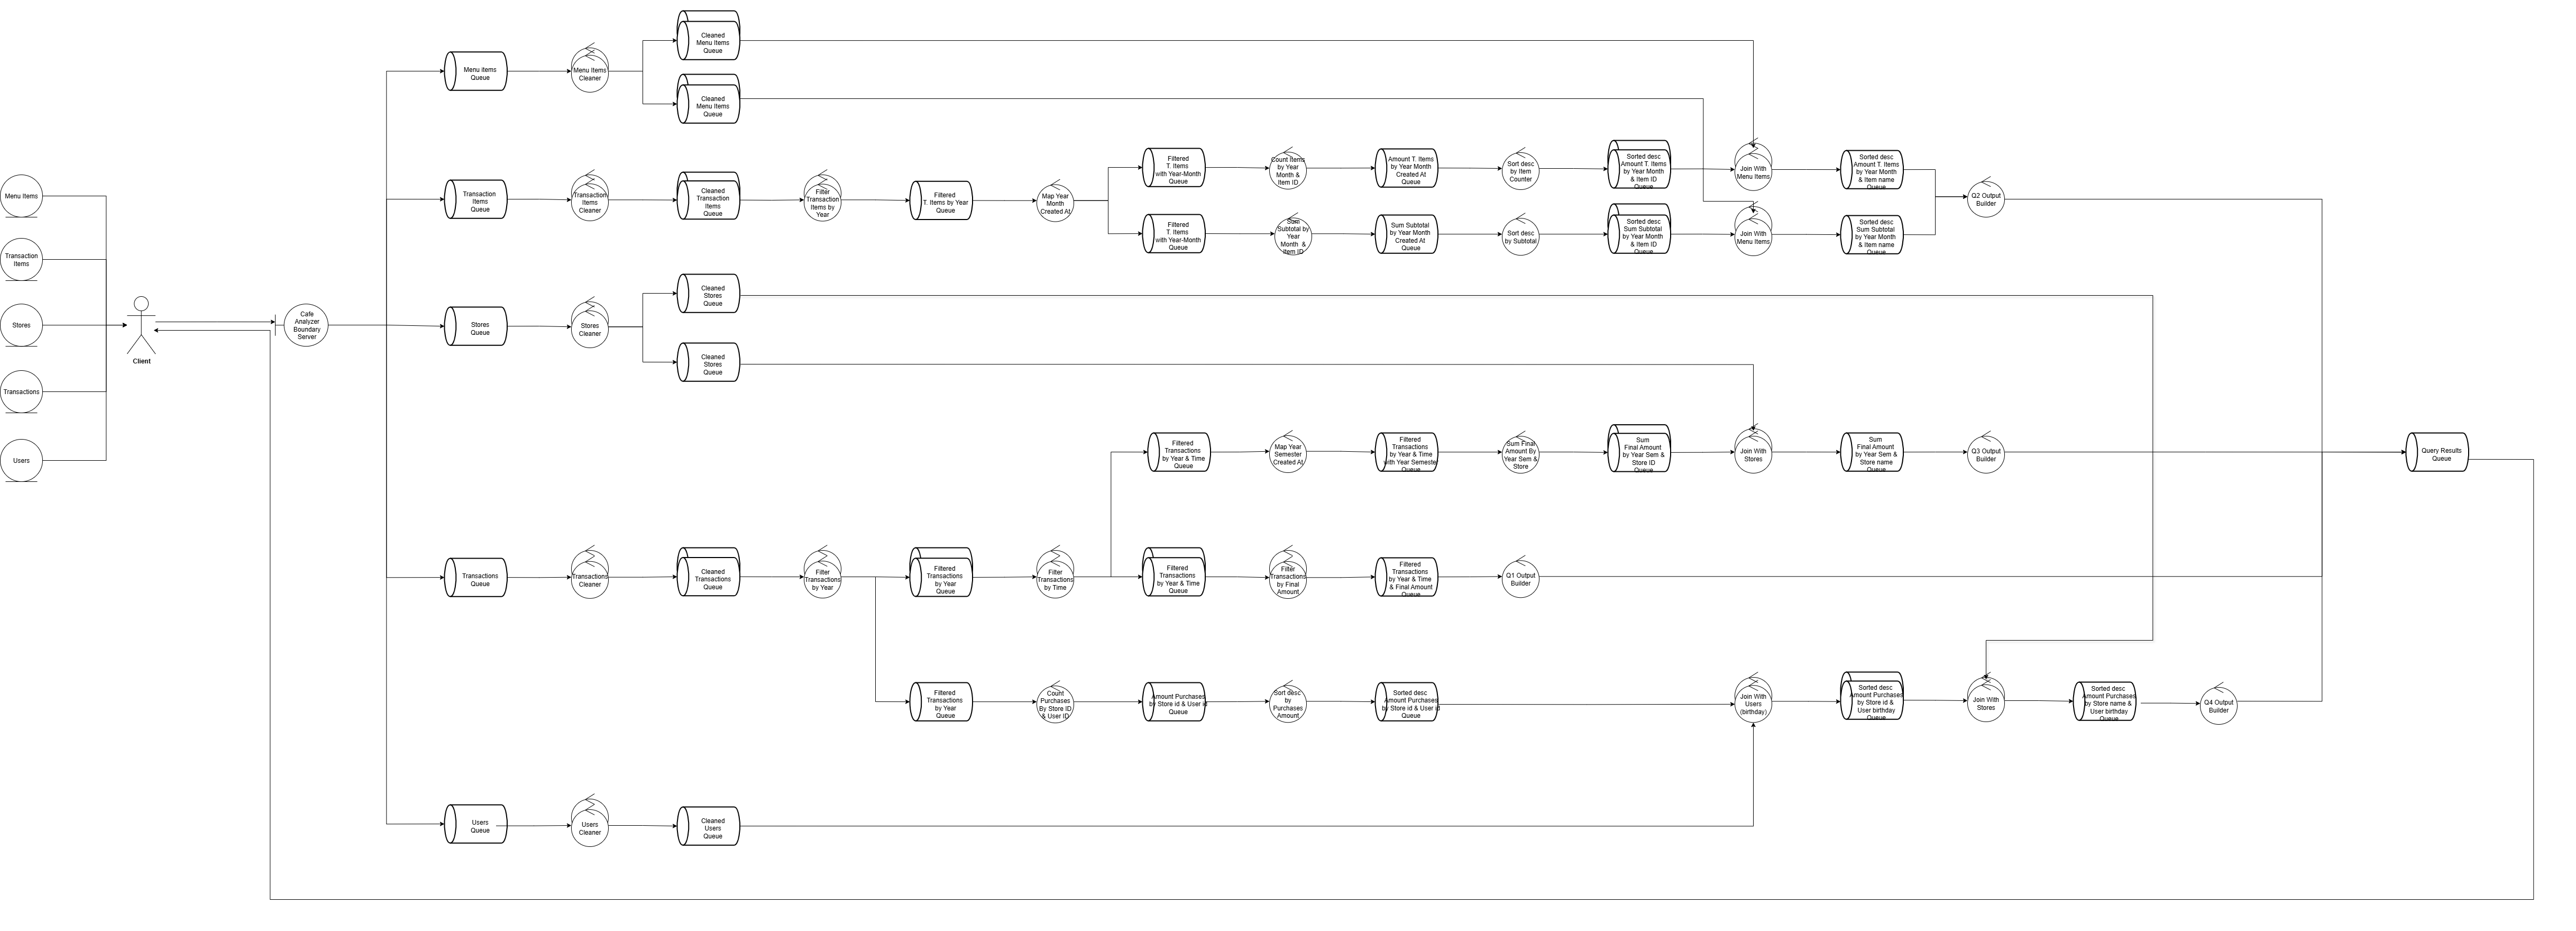 Menu Items
Transaction
Items
Stores
Transactions
Users
Client
Cafe
Analyzer
Boundary
Server
Menu items
Queue
Menu Items
Cleaner
Cleaned
Menu Items
Queue
Cleaned
Menu Items
Queue
Transaction
Items
Queue
Transaction
Items
Cleaner
Cleaned
Transaction
Items
Queue
Filter
Transaction
Items by
Year
Filtered
T. Items by Year
Queue
Map Year
Month
Created At
Filtered
T. Items
with Year-Month
Queue
Count Items
by Year
Month &
Item ID
Amount T. Items
by Year Month
Created At
Queue
Sort desc
by Item
Counter
Sorted desc
Amount T. Items
by Year Month
& Item ID
Queue
Join With
Menu Items
Sorted desc
Amount T. Items
by Year Month
& Item name
Queue
Filtered
T. Items
with Year-Month
Queue
Sum
Subtotal by
Year
Month &
Item ID
Sum Subtotal
by Year Month
Created At
Queue
Sort desc
by Subtotal
Sorted desc
Sum Subtotal
by Year Month
& Item ID
Queue
Join With
Menu Items
Sorted desc
Sum Subtotal
by Year Month
& Item name
Queue
Q2 Output
Builder
Stores
Queue
Stores
Cleaner
Cleaned
Stores
Queue
Cleaned
Stores
Queue
Filtered
Transactions
by Year & Time
Queue
Map Year
Semester
Created At
Filtered
Transactions
by Year & Time
with Year Semester
Queue
Sum Final
Amount By
Year Sem &
Store
Sum
Final Amount
by Year Sem &
Store ID
Queue
Join With
Stores
Sum
Final Amount
by Year Sem &
Store name
Queue
Q3 Output
Builder
Query Results
Queue
Transactions
Queue
Transactions
Cleaner
Cleaned
Transactions
Queue
Filter
Transactions
by Year
Filtered
Transactions
by Year
Queue
Filter
Transactions
by Time
Filtered
Transactions
by Year & Time
Queue
Filter
Transactions
by Final
Amount
Filtered
Transactions
by Year & Time
& Final Amount
Queue
Q1 Output
Builder
Filtered
Transactions
by Year
Queue
Count
Purchases
By Store ID
& User ID
Amount Purchases
by Store id & User id
Queue
Sort desc
by
Purchases
Amount
Sorted desc
Amount Purchases
by Store id & User id
Queue
Join With
Users
(birthday)
Sorted desc
Amount Purchases
by Store id &
User birthday
Queue
Join With
Stores
Sorted desc
Amount Purchases
by Store name &
User birthday
Queue
Q4 Output
Builder
Users
Queue
Users
Cleaner
Cleaned
Users
Queue